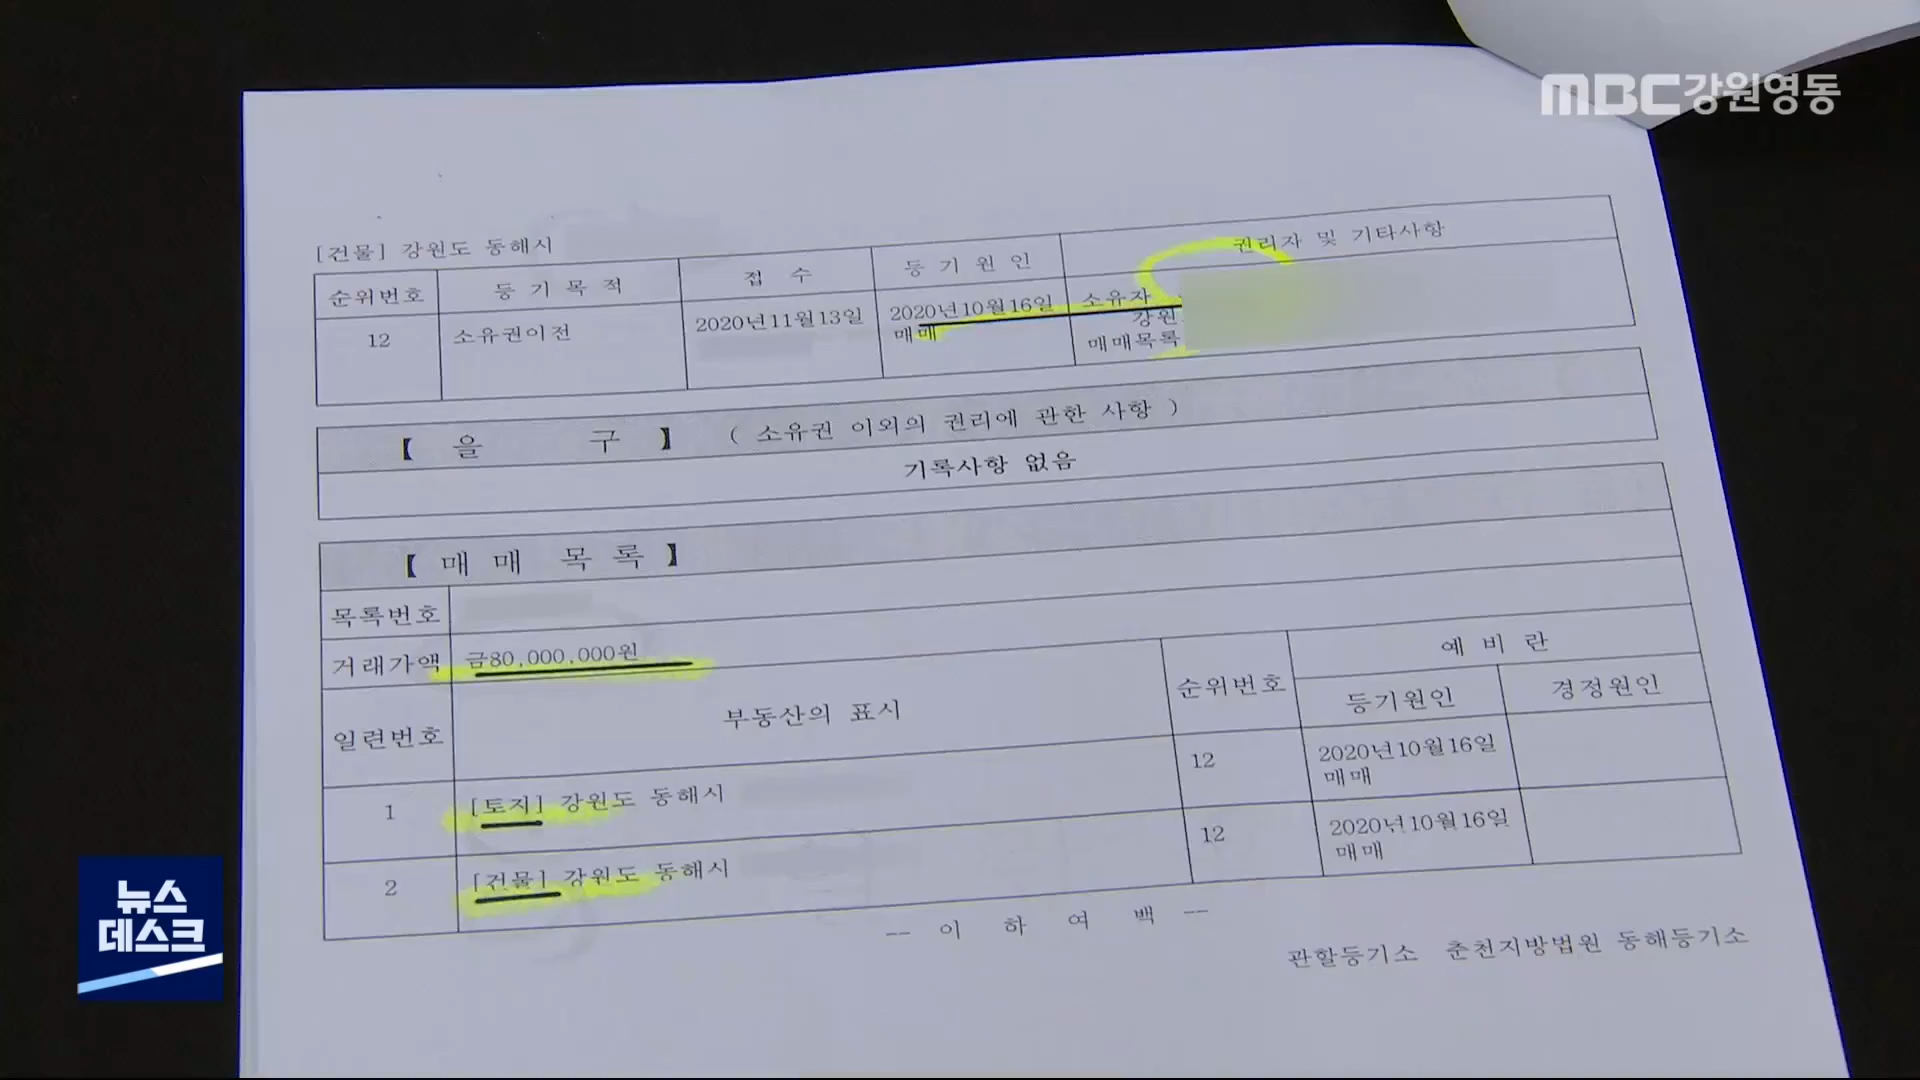 MBC강원영동
[건물] 강원도 동해시
순위번호 등 기 목 적 접 수 등 기 원 인 권리자 및 기타사항
12 소유권이전 2020년11월13일 2020년10월16일 소유자
매매 강원
매매목록
【 을 구 】 ( 소유권 이외의 권리에 관한 사항 )
기록사항 없음
【 매 매 목 록 】
목록번호
거래가액 금80,000,000원
일련번호 부동산의 표시 순위번호 예 비 란
등기원인 경정원인
1 [토지] 강원도 동해시 12 2020년10월16일
매매
2 [건물] 강원도 동해시 12 2020년10월16일
매매
-- 이 하 여 백 --
관할등기소 춘천지방법원 동해등기소
뉴스
데스크